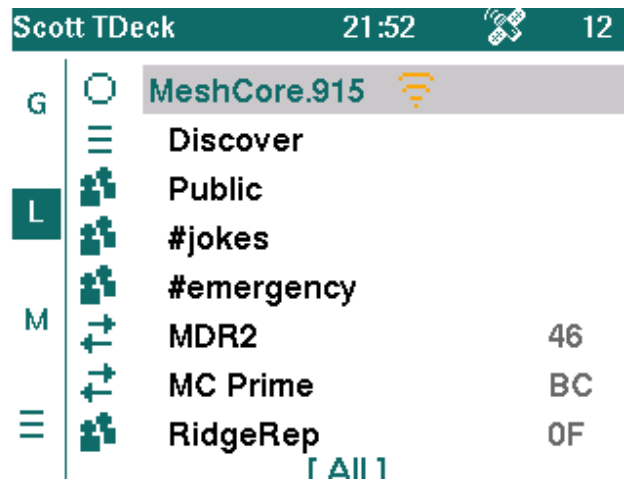 Scott TDeck 21:52 12
G
MeshCore.915
Discover
Public
L
#jokes
#emergency
M
MDR2 46
MC Prime BC
RidgeRep 0F
[ All ]